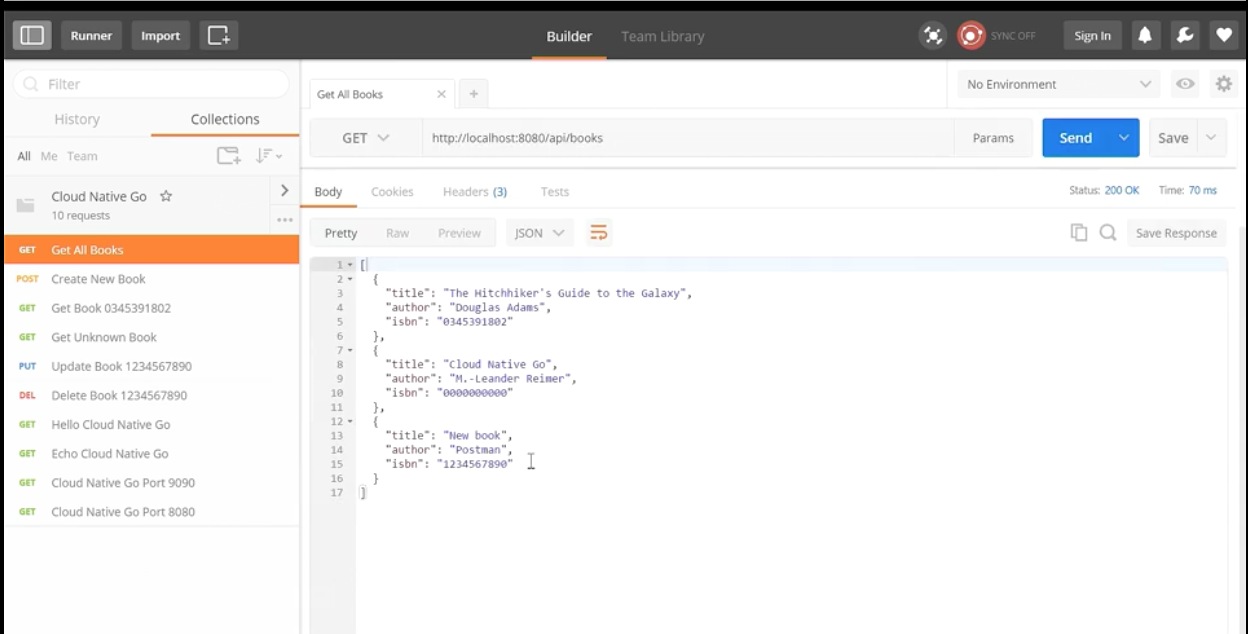 Runner Import Builder Team Library SYNC OFF Sign In
Filter
History Collections
All Me Team
Cloud Native Go
10 requests
GET Get All Books
POST Create New Book
GET Get Book 0345391802
GET Get Unknown Book
PUT Update Book 1234567890
DEL Delete Book 1234567890
GET Hello Cloud Native Go
GET Echo Cloud Native Go
GET Cloud Native Go Port 9090
GET Cloud Native Go Port 8080
Get All Books
No Environment
GET http://localhost:8080/api/books Params Send Save
Body Cookies Headers (3) Tests Status: 200 OK Time: 70 ms
Pretty Raw Preview JSON Save Response
1 [
2 {
3 "title": "The Hitchhiker's Guide to the Galaxy",
4 "author": "Douglas Adams",
5 "isbn": "0345391802"
6 },
7 {
8 "title": "Cloud Native Go",
9 "author": "M.-Leander Reimer",
10 "isbn": "0000000000"
11 },
12 {
13 "title": "New book",
14 "author": "Postman",
15 "isbn": "1234567890"
16 }
17 ]